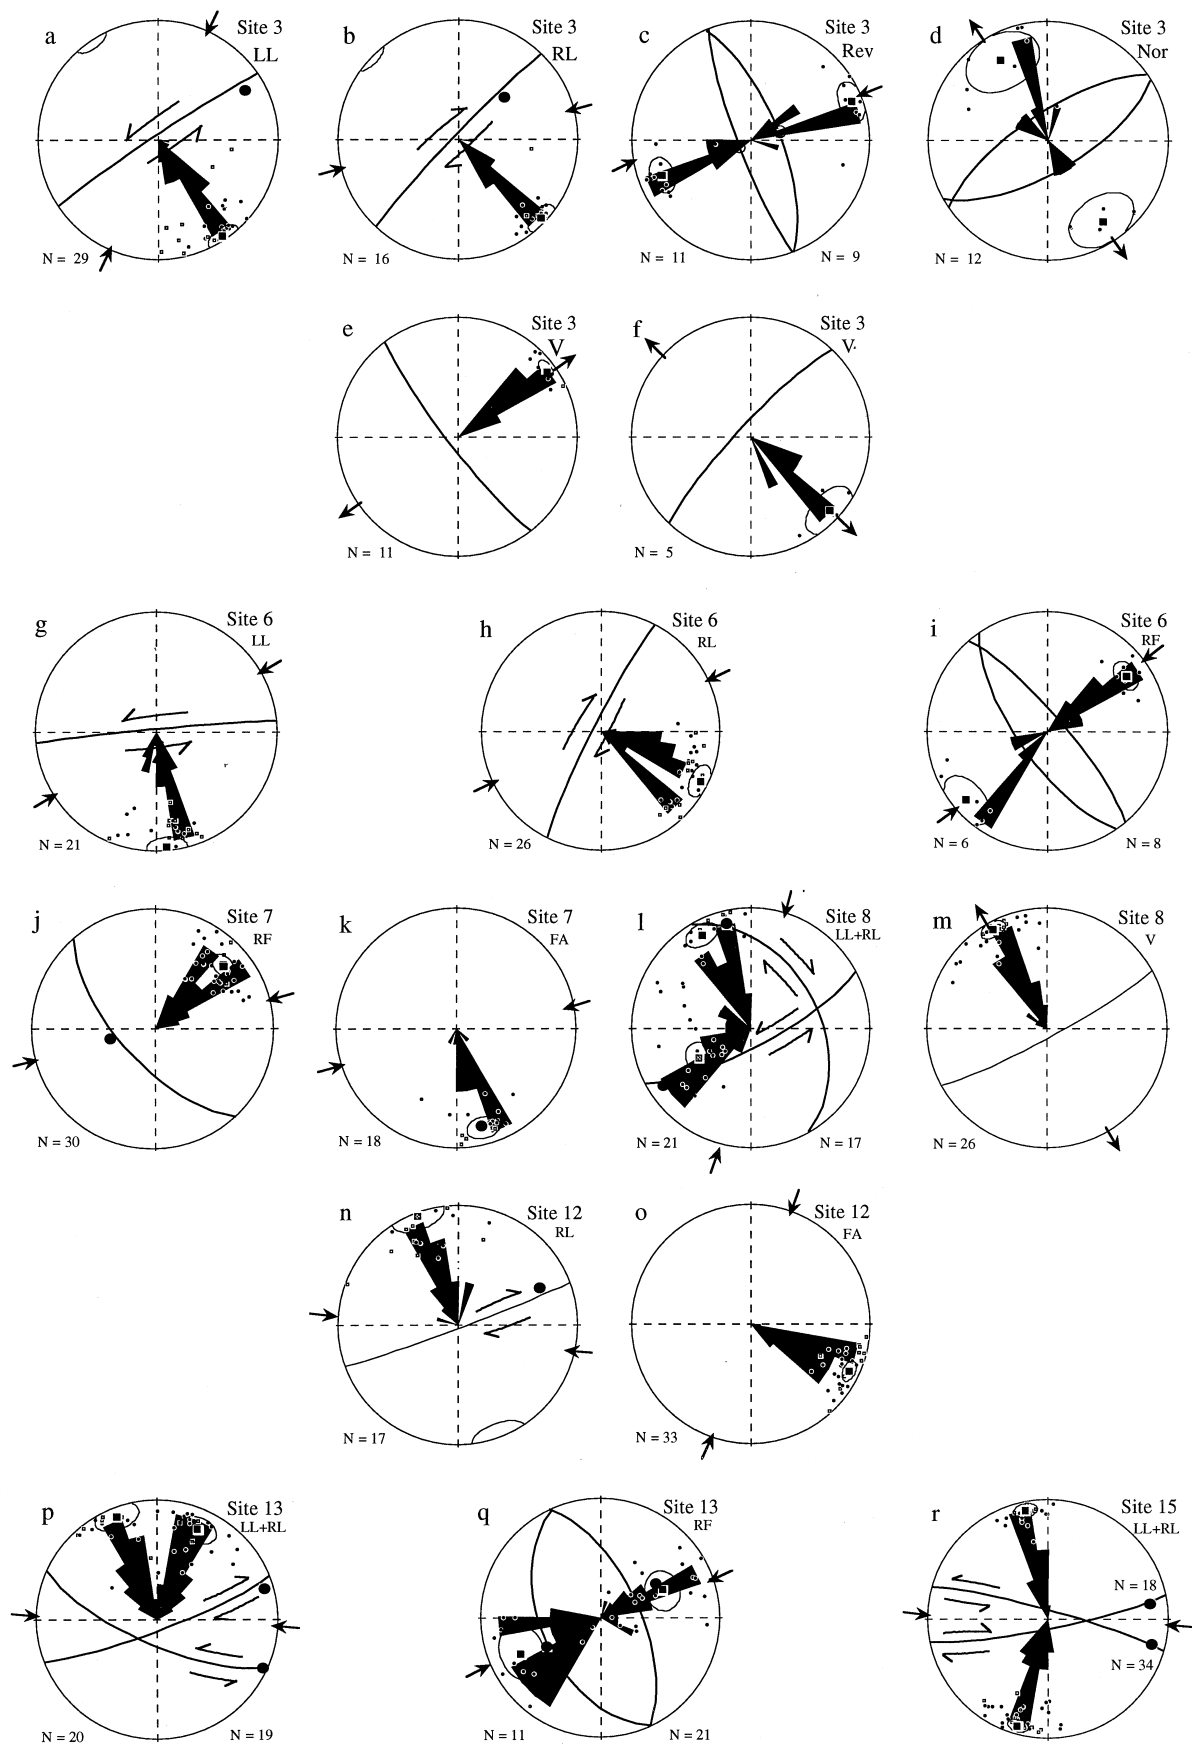 a
Site 3
LL
N = 29
b
Site 3
RL
N = 16
c
Site 3
Rev
N = 11
N = 9
d
Site 3
Nor
N = 12
e
Site 3
V
N = 11
f
Site 3
V
N = 5
g
Site 6
LL
N = 21
h
Site 6
RL
N = 26
i
Site 6
RF
N = 6
N = 8
j
Site 7
RF
N = 30
k
Site 7
FA
N = 18
l
Site 8
LL+RL
N = 21
N = 17
m
Site 8
V
N = 26
n
Site 12
RL
N = 17
o
Site 12
FA
N = 33
p
Site 13
LL+RL
N = 20
N = 19
q
Site 13
RF
N = 11
N = 21
r
Site 15
LL+RL
N = 18
N = 34